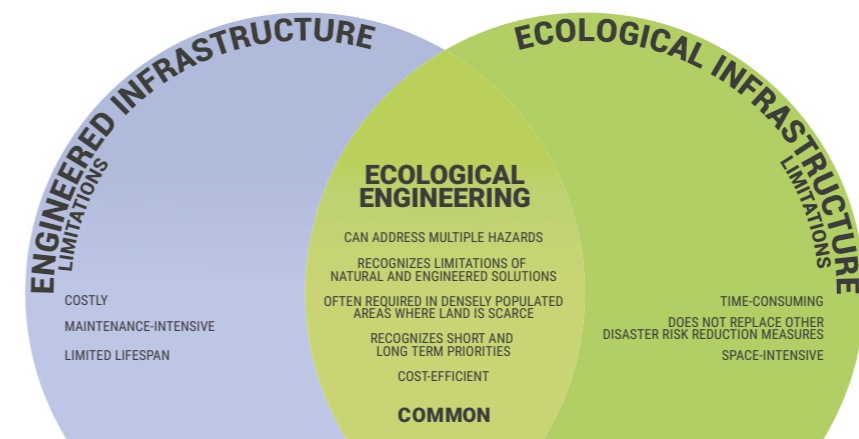 ENGINEERED INFRASTRUCTURE
LIMITATIONS
COSTLY
MAINTENANCE-INTENSIVE
LIMITED LIFESPAN
ECOLOGICAL
ENGINEERING
CAN ADDRESS MULTIPLE HAZARDS
RECOGNIZES LIMITATIONS OF
NATURAL AND ENGINEERED SOLUTIONS
OFTEN REQUIRED IN DENSELY POPULATED
AREAS WHERE LAND IS SCARCE
RECOGNIZES SHORT AND
LONG TERM PRIORITIES
COST-EFFICIENT
COMMON
ECOLOGICAL INFRASTRUCTURE
LIMITATIONS
TIME-CONSUMING
DOES NOT REPLACE OTHER
DISASTER RISK REDUCTION MEASURES
SPACE-INTENSIVE